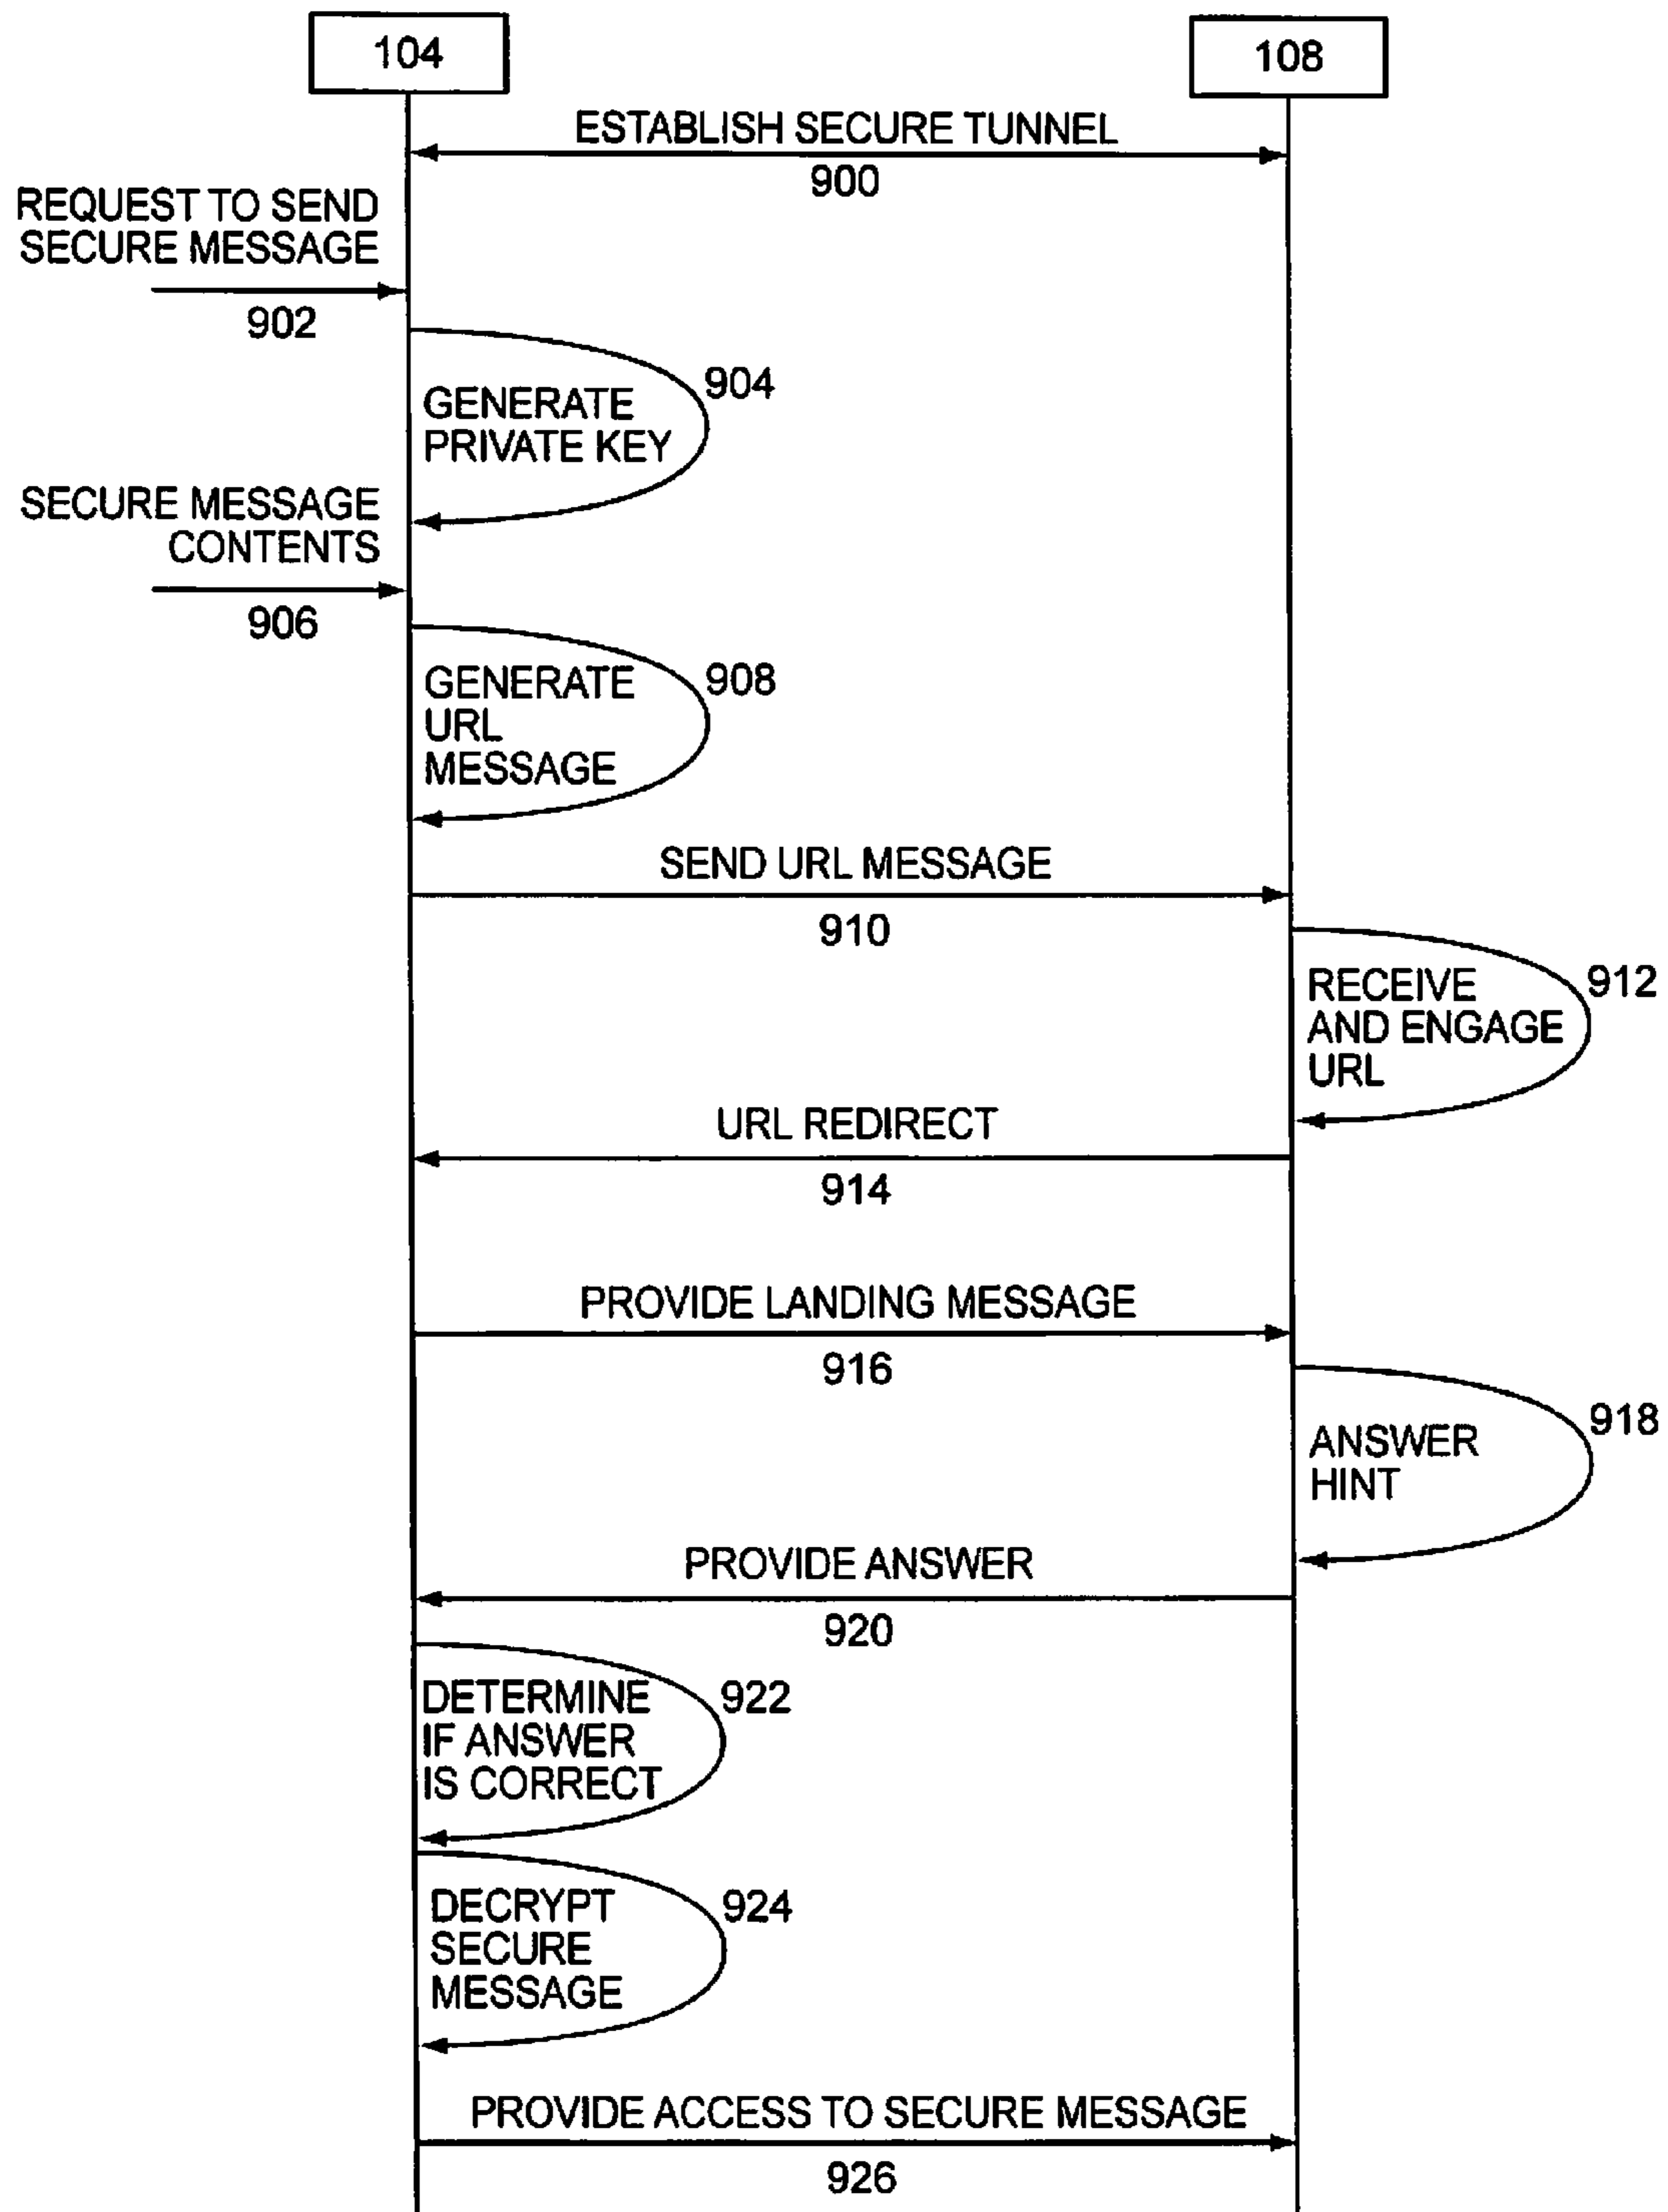 104
108
ESTABLISH SECURE TUNNEL
900
REQUEST TO SEND
SECURE MESSAGE
902
904
GENERATE
PRIVATE KEY
SECURE MESSAGE
CONTENTS
906
908
GENERATE
URL
MESSAGE
SEND URL MESSAGE
910
912
RECEIVE
AND ENGAGE
URL
URL REDIRECT
914
PROVIDE LANDING MESSAGE
916
918
ANSWER
HINT
PROVIDE ANSWER
920
922
DETERMINE
IF ANSWER
IS CORRECT
924
DECRYPT
SECURE
MESSAGE
PROVIDE ACCESS TO SECURE MESSAGE
926